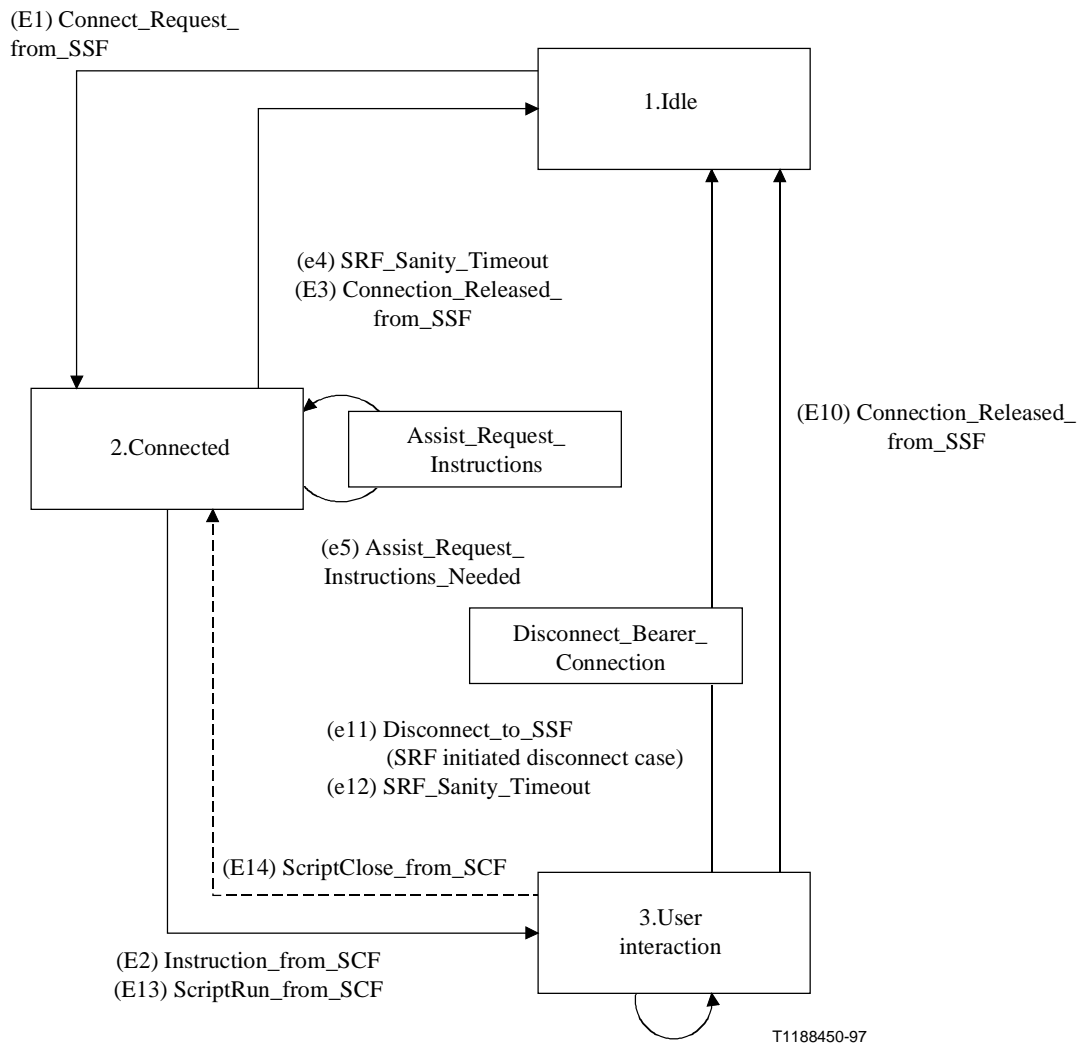 (E1) Connect_Request_
from_SSF
1.Idle
(e4) SRF_Sanity_Timeout
(E3) Connection_Released_
from_SSF
2.Connected
Assist_Request_
Instructions
(E10) Connection_Released_
from_SSF
(e5) Assist_Request_
Instructions_Needed
Disconnect_Bearer_
Connection
(e11) Disconnect_to_SSF
(SRF initiated disconnect case)
(e12) SRF_Sanity_Timeout
(E14) ScriptClose_from_SCF
3.User
interaction
(E2) Instruction_from_SCF
(E13) ScriptRun_from_SCF
T1188450-97